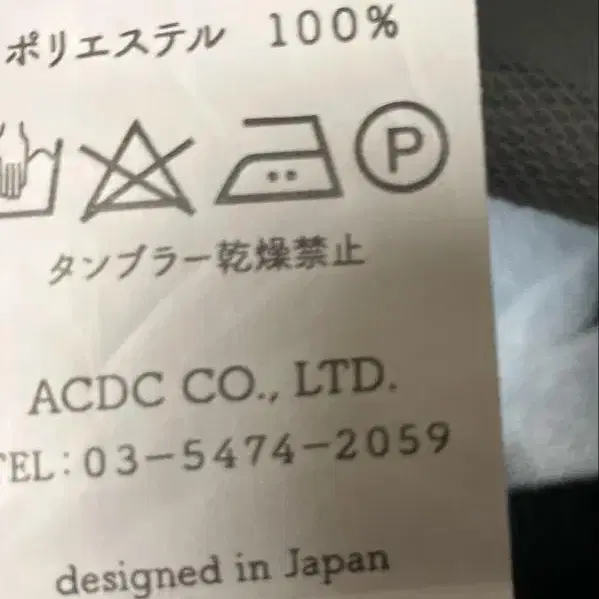 ポリエステル 100%
P
タンブラー乾燥禁止
ACDC CO., LTD.
TEL:03-5474-2059
designed in Japan